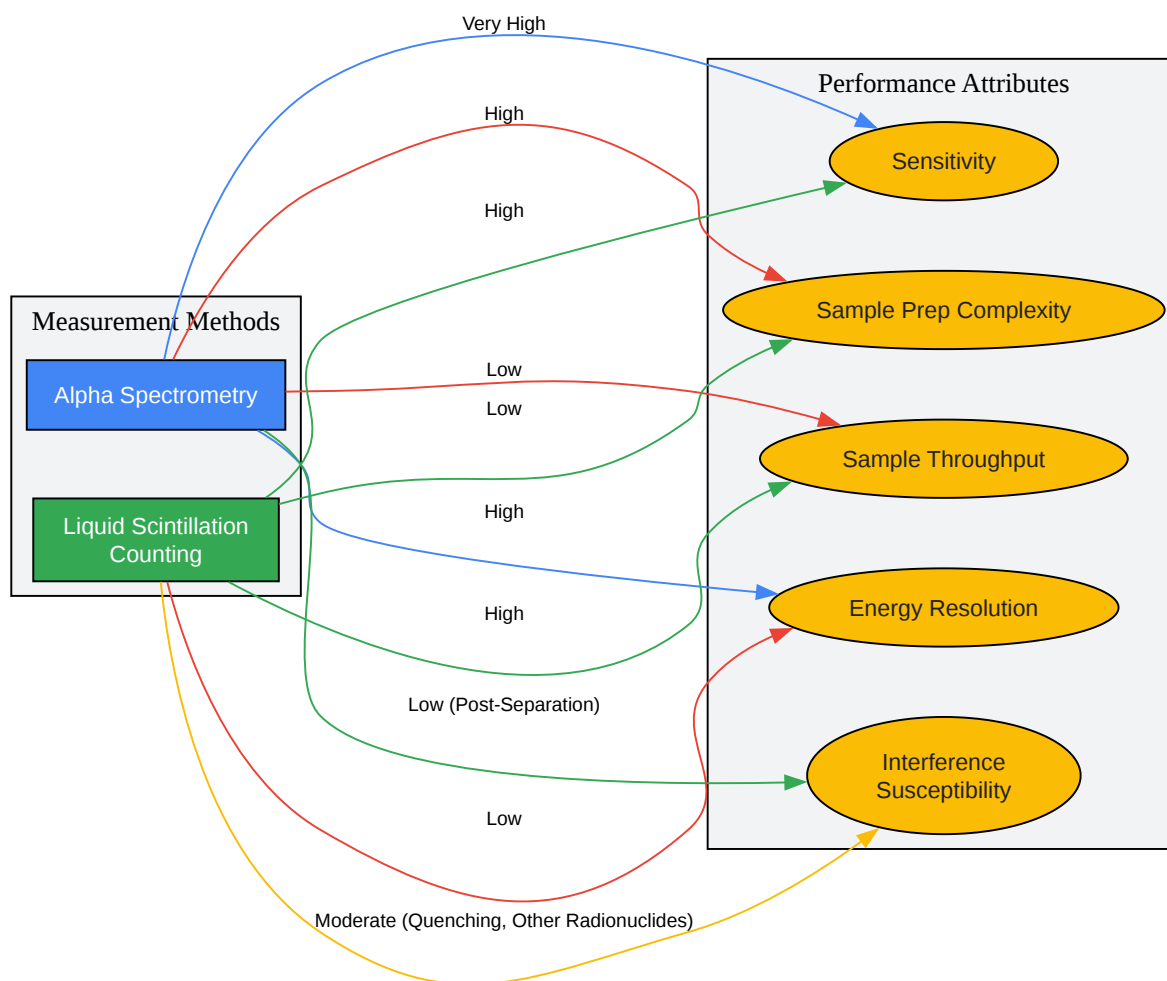 Very High
Performance Attributes
High
Sensitivity
High
Measurement Methods
Sample Prep Complexity
Alpha Spectrometry
Low
Low
Sample Throughput
Liquid Scintillation
Counting
High
High
Energy Resolution
Low (Post-Separation)
Interference
Susceptibility
Low
Moderate (Quenching, Other Radionuclides)